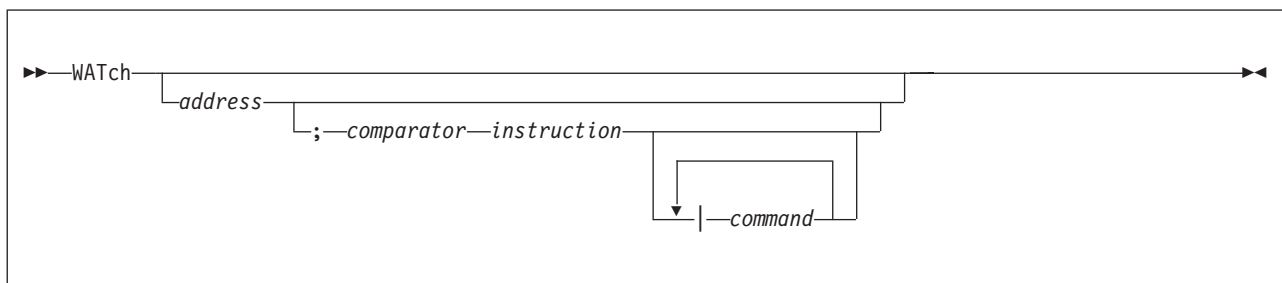 WATch
address
; comparator instruction
| command